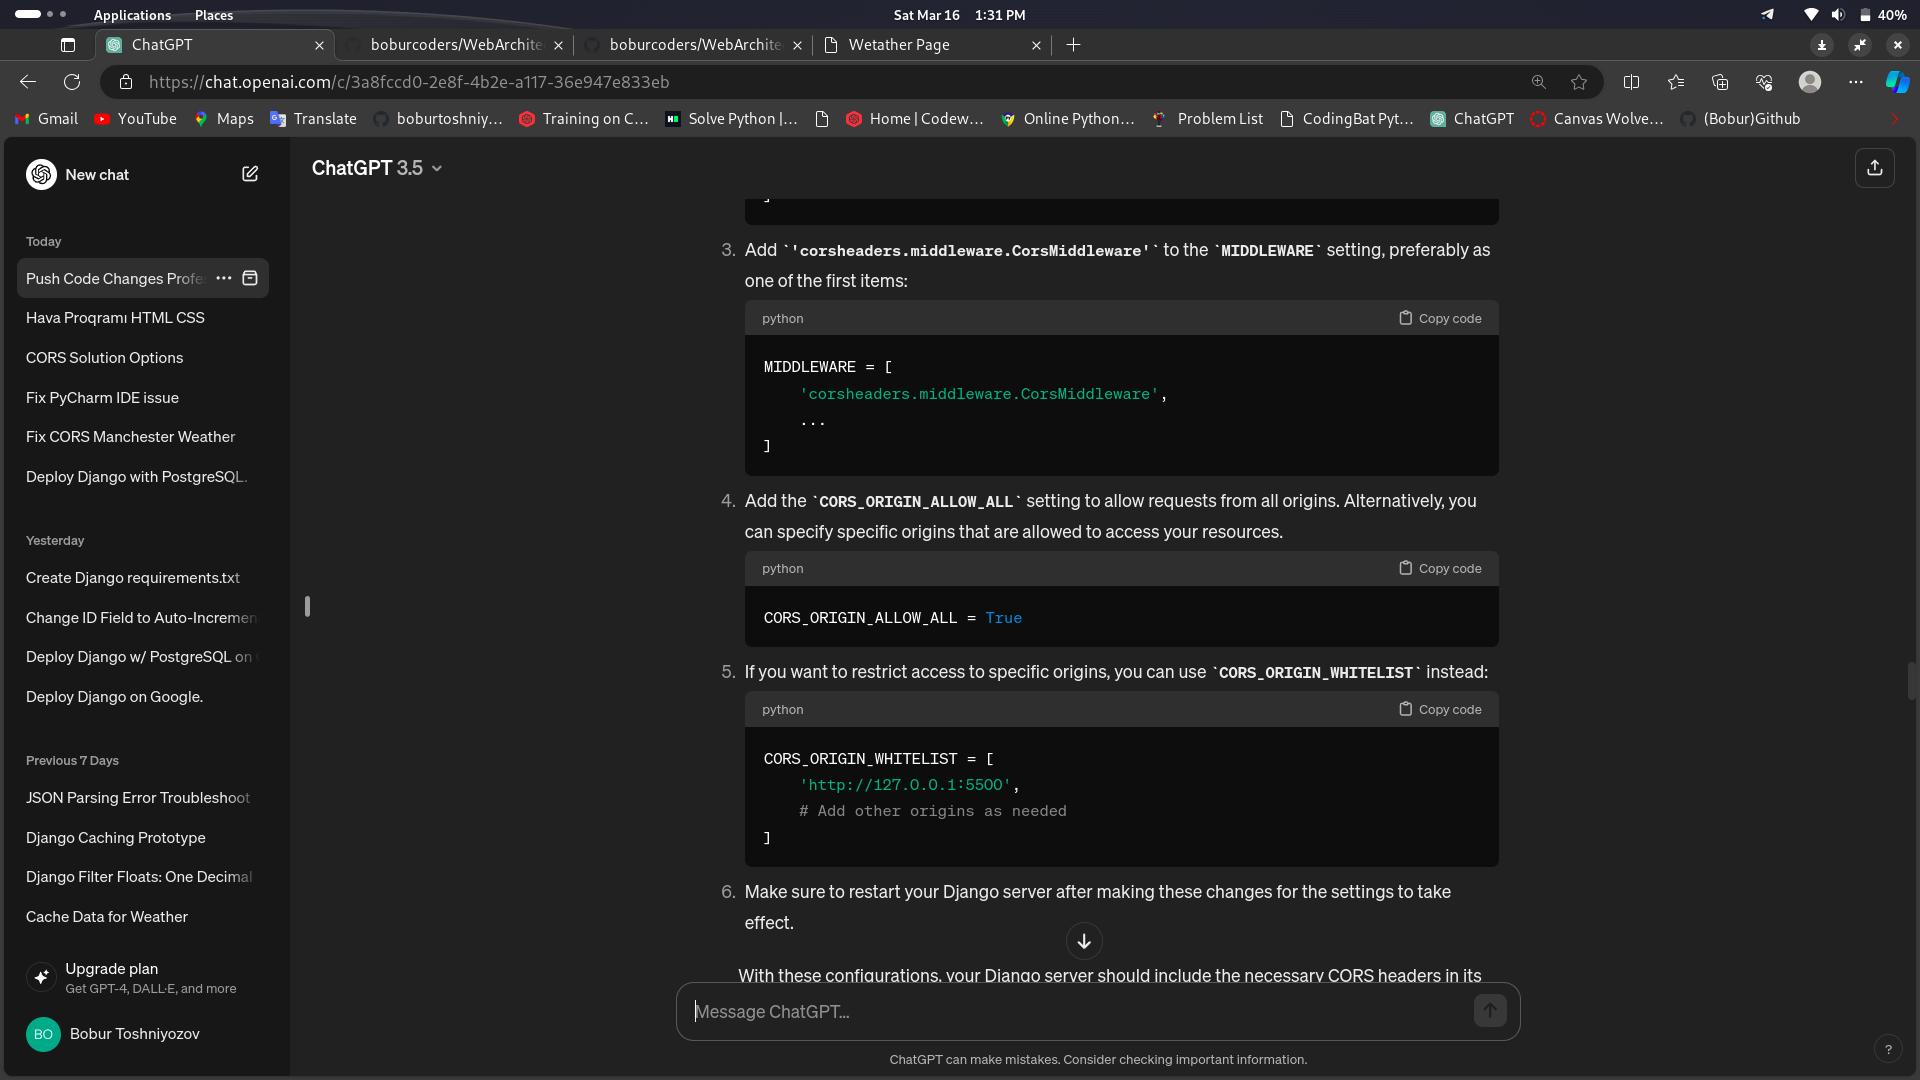 Applications Places Sat Mar 16 1:31 PM 40%
ChatGPT boburcoders/WebArchite boburcoders/WebArchite Wetather Page
https://chat.openai.com/c/3a8fccd0-2e8f-4b2e-a117-36e947e833eb
Gmail YouTube Maps Translate boburtoshniy... Training on C... Solve Python |... Home | Codew... Online Python... Problem List CodingBat Pyt... ChatGPT Canvas Wolve... (Bobur)Github
New chat
Today
Push Code Changes Profe
Hava Proqramı HTML CSS
CORS Solution Options
Fix PyCharm IDE issue
Fix CORS Manchester Weather
Deploy Django with PostgreSQL.
Yesterday
Create Django requirements.txt
Change ID Field to Auto-Incremen
Deploy Django w/ PostgreSQL on
Deploy Django on Google.
Previous 7 Days
JSON Parsing Error Troubleshoot
Django Caching Prototype
Django Filter Floats: One Decimal
Cache Data for Weather
Upgrade plan
Get GPT-4, DALL·E, and more
BO Bobur Toshniyozov
ChatGPT 3.5
]
3. Add `'corsheaders.middleware.CorsMiddleware'` to the `MIDDLEWARE` setting, preferably as
one of the first items:
python Copy code
MIDDLEWARE = [
'corsheaders.middleware.CorsMiddleware',
...
]
4. Add the `CORS_ORIGIN_ALLOW_ALL` setting to allow requests from all origins. Alternatively, you
can specify specific origins that are allowed to access your resources.
python Copy code
CORS_ORIGIN_ALLOW_ALL = True
5. If you want to restrict access to specific origins, you can use `CORS_ORIGIN_WHITELIST` instead:
python Copy code
CORS_ORIGIN_WHITELIST = [
'http://127.0.0.1:5500',
# Add other origins as needed
]
6. Make sure to restart your Django server after making these changes for the settings to take
effect.
With these configurations, your Django server should include the necessary CORS headers in its
Message ChatGPT...
ChatGPT can make mistakes. Consider checking important information.
?